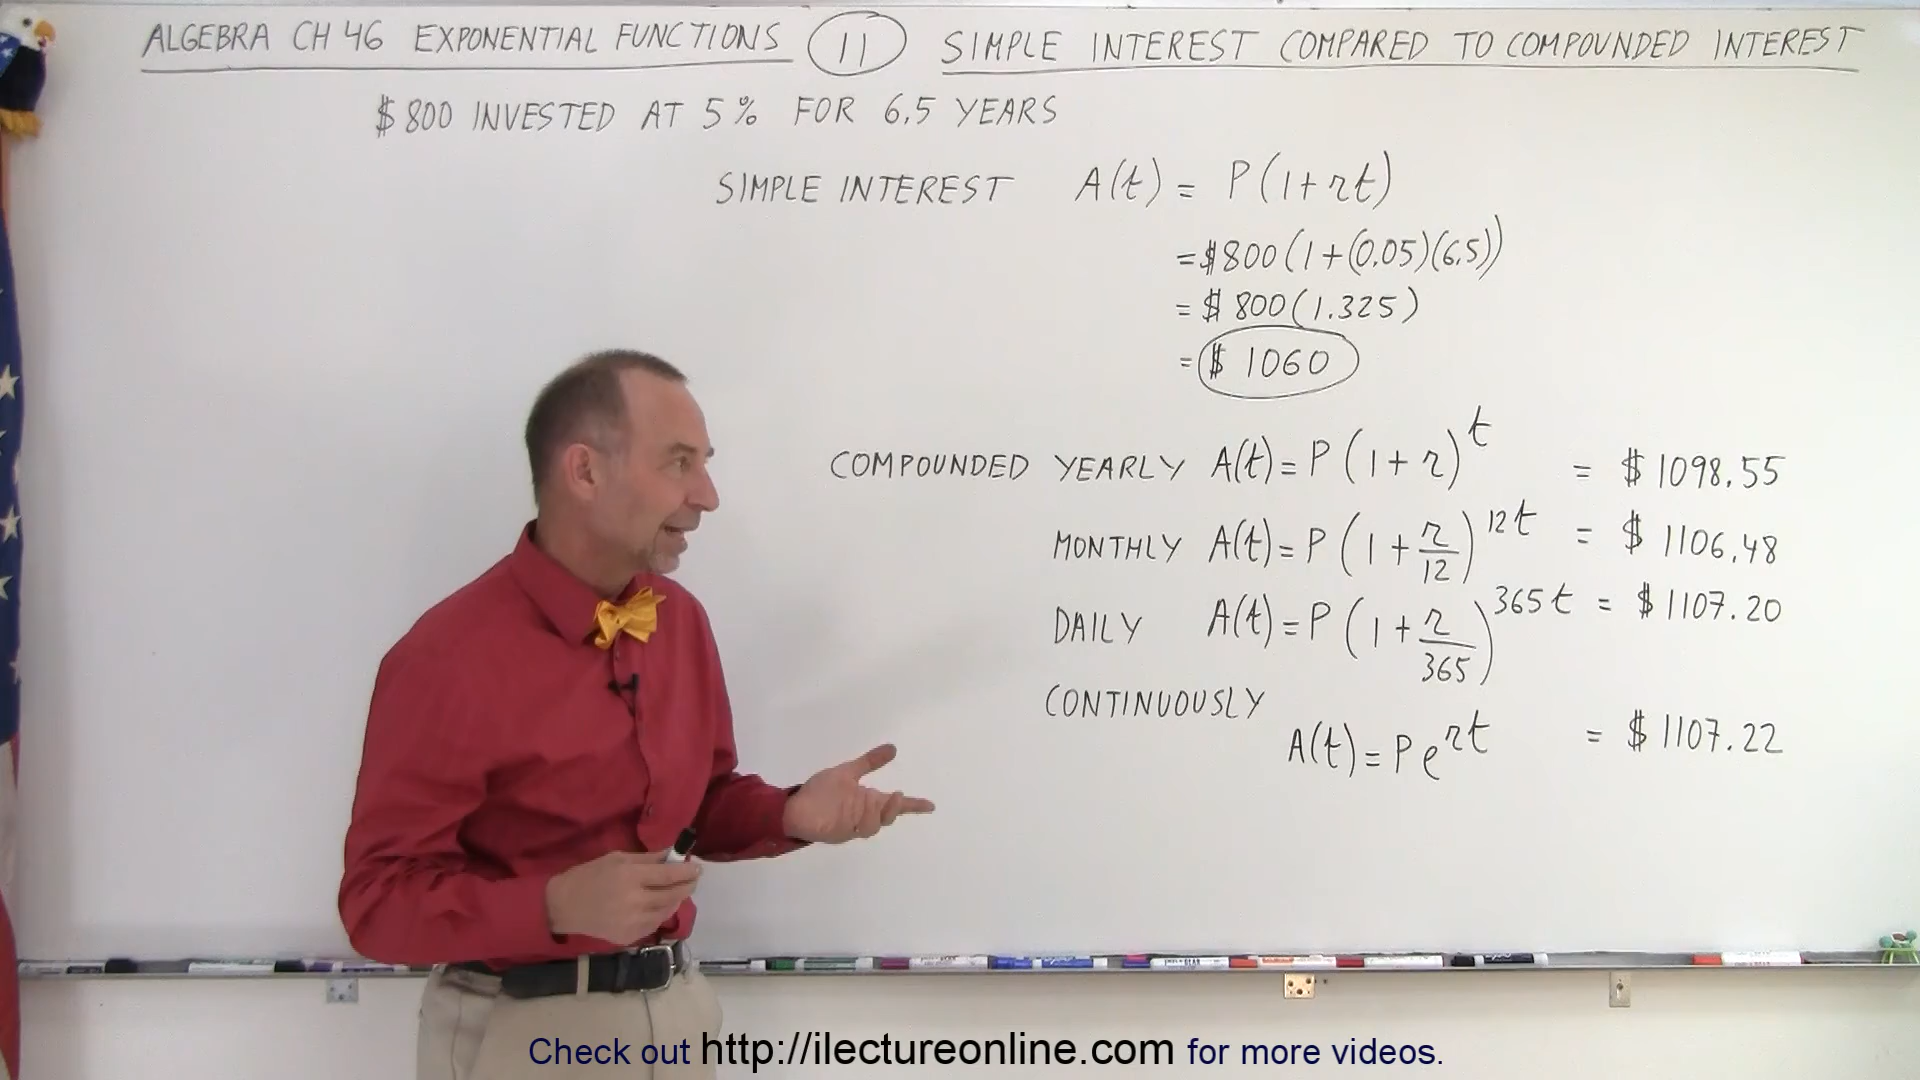 ALGEBRA CH 46 EXPONENTIAL FUNCTIONS 11 SIMPLE INTEREST COMPARED TO COMPOUNDED INTEREST
$800 INVESTED AT 5% FOR 6.5 YEARS
SIMPLE INTEREST A(t) = P(1+rt)
= $800(1+(0.05)(6.5))
= $800(1.325)
= $1060
COMPOUNDED YEARLY A(t) = P(1+r)^t = $1098.55
MONTHLY A(t) = P(1+r/12)^12t = $1106.48
DAILY A(t) = P(1+r/365)^365t = $1107.20
CONTINUOUSLY
A(t) = Pe^rt = $1107.22
Check out http://ilectureonline.com for more videos.